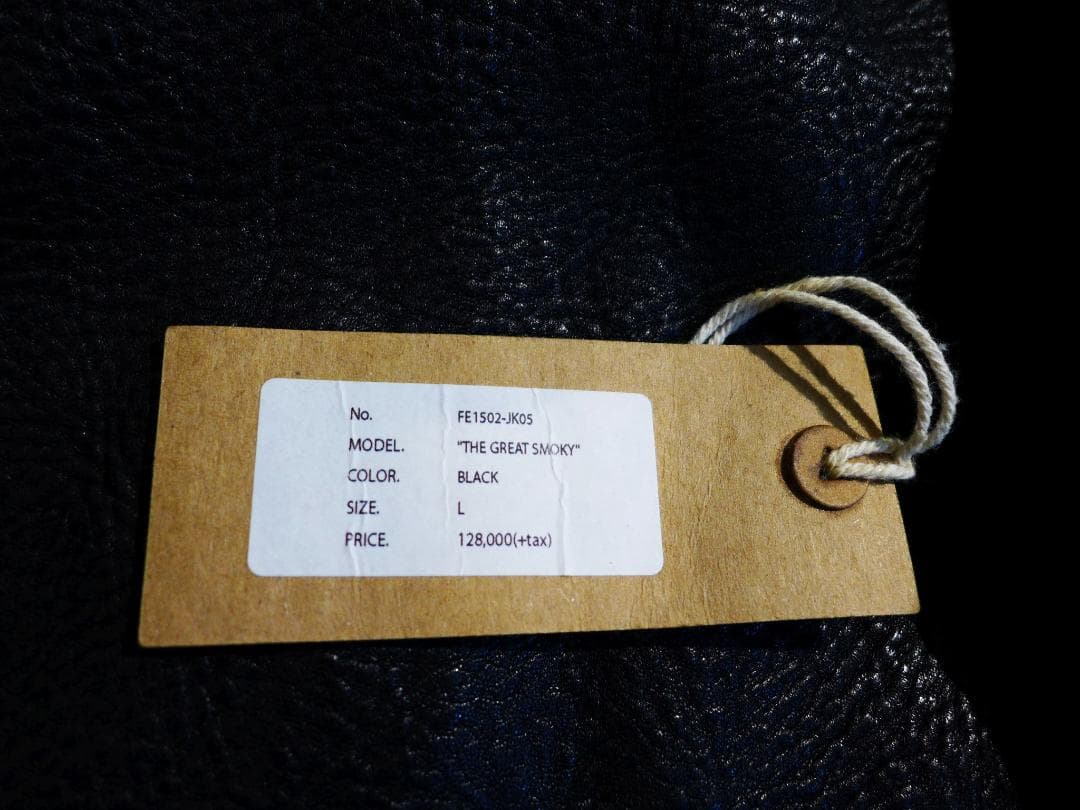 No. FE1502-JK05
MODEL. "THE GREAT SMOKY"
COLOR. BLACK
SIZE. L
PRICE. 128,000(+tax)